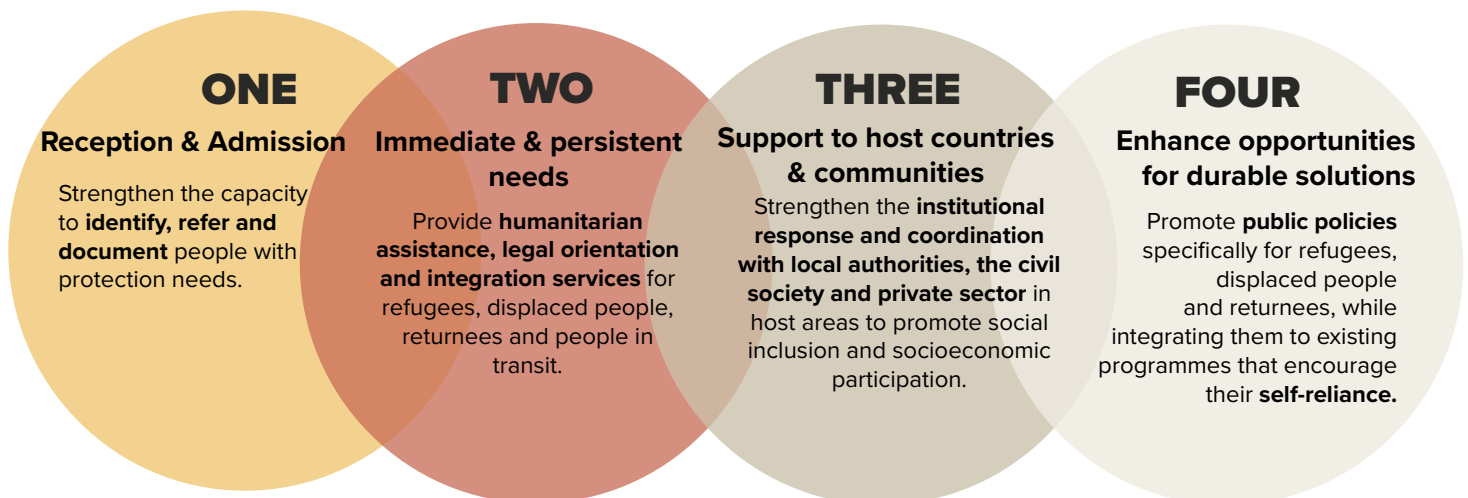 ONE
Reception & Admission
Strengthen the capacity
to identify, refer and
document people with
protection needs.
TWO
Immediate & persistent
needs
Provide humanitarian
assistance, legal orientation
and integration services for
refugees, displaced people,
returnees and people in
transit.
THREE
Support to host countries
& communities
Strengthen the institutional
response and coordination
with local authorities, the civil
society and private sector in
host areas to promote social
inclusion and socioeconomic
participation.
FOUR
Enhance opportunities
for durable solutions
Promote public policies
specifically for refugees,
displaced people
and returnees, while
integrating them to existing
programmes that encourage
their self-reliance.